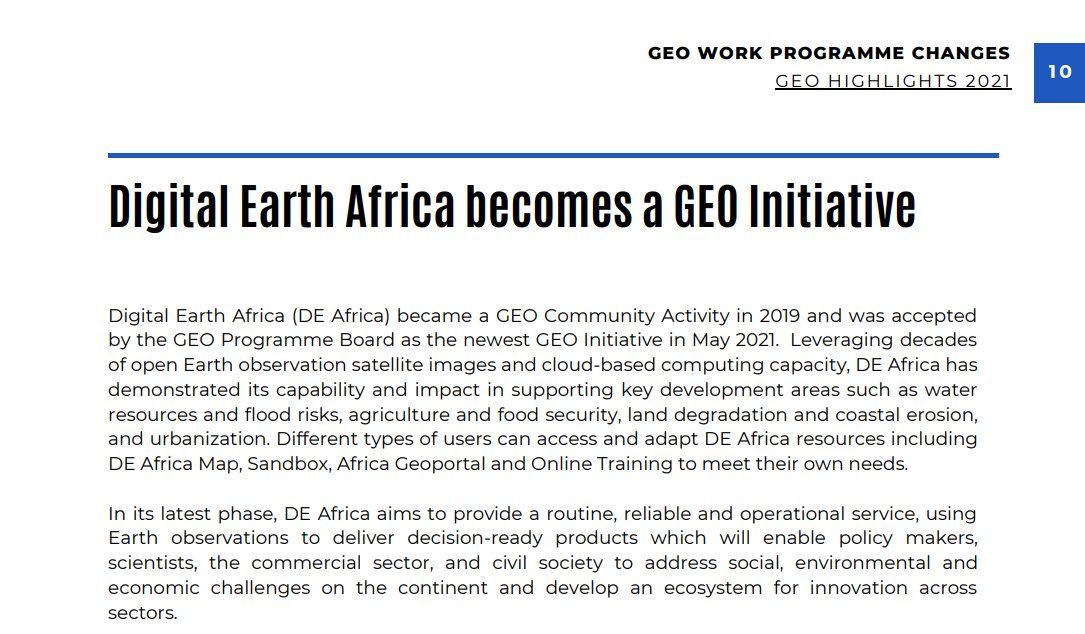 GEO WORK PROGRAMME CHANGES
GEO HIGHLIGHTS 2021
10
Digital Earth Africa becomes a GEO Initiative
Digital Earth Africa (DE Africa) became a GEO Community Activity in 2019 and was accepted
by the GEO Programme Board as the newest GEO Initiative in May 2021.  Leveraging decades
of open Earth observation satellite images and cloud-based computing capacity, DE Africa has
demonstrated its capability and impact in supporting key development areas such as water
resources and flood risks, agriculture and food security, land degradation and coastal erosion,
and urbanization. Different types of users can access and adapt DE Africa resources including
DE Africa Map, Sandbox, Africa Geoportal and Online Training to meet their own needs.
In its latest phase, DE Africa aims to provide a routine, reliable and operational service, using
Earth observations to deliver decision-ready products which will enable policy makers,
scientists, the commercial sector, and civil society to address social, environmental and
economic challenges on the continent and develop an ecosystem for innovation across
sectors.